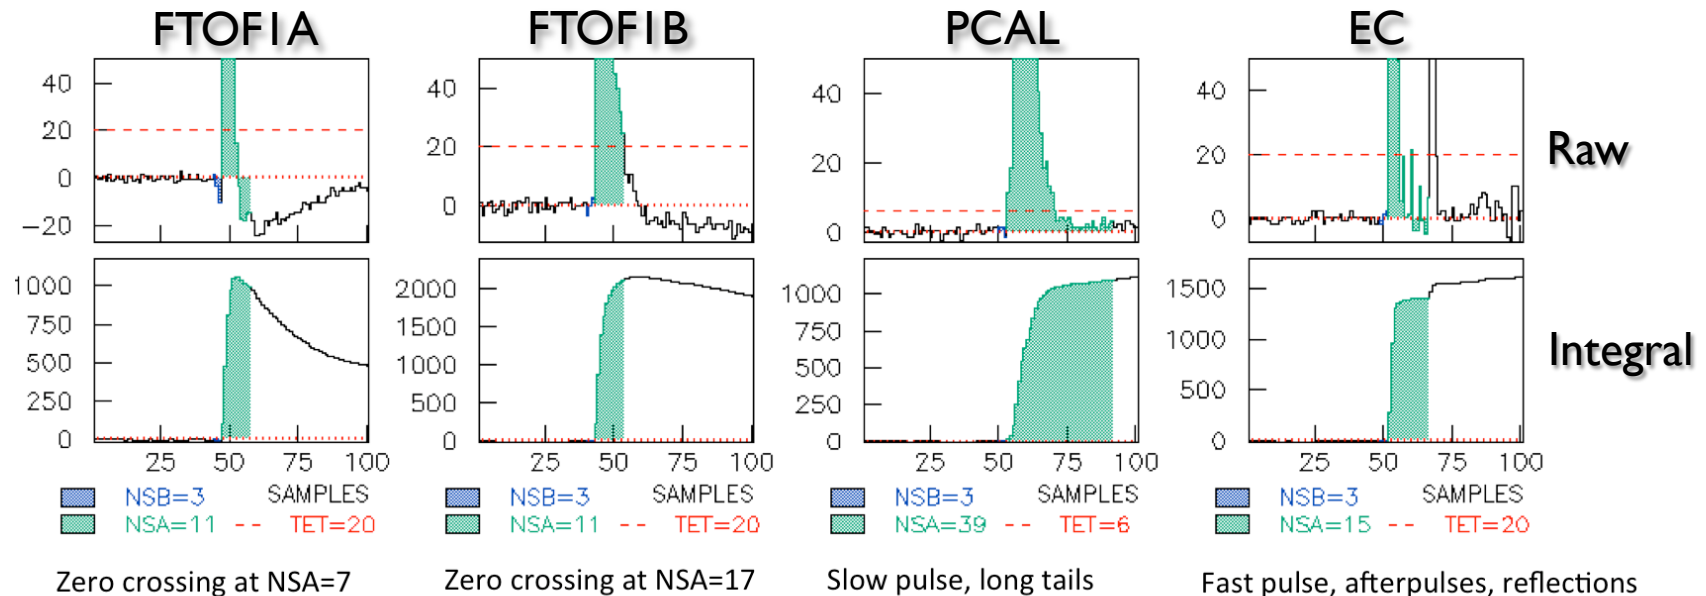 FTOF1A FTOF1B PCAL EC
40 20 0 −20
40 20 0
40 20 0
40 20 0
Raw
1000 750 500 250 0
2000 1500 1000 500 0
1000 750 500 250 0
1500 1000 500 0
Integral
25 50 75 100 25 50 75 100 25 50 75 100 25 50 75 100
NSB=3 SAMPLES NSB=3 SAMPLES NSB=3 SAMPLES NSB=3 SAMPLES
NSA=11 -- TET=20 NSA=11 -- TET=20 NSA=39 -- TET=6 NSA=15 -- TET=20
Zero crossing at NSA=7 Zero crossing at NSA=17 Slow pulse, long tails Fast pulse, afterpulses, reflections